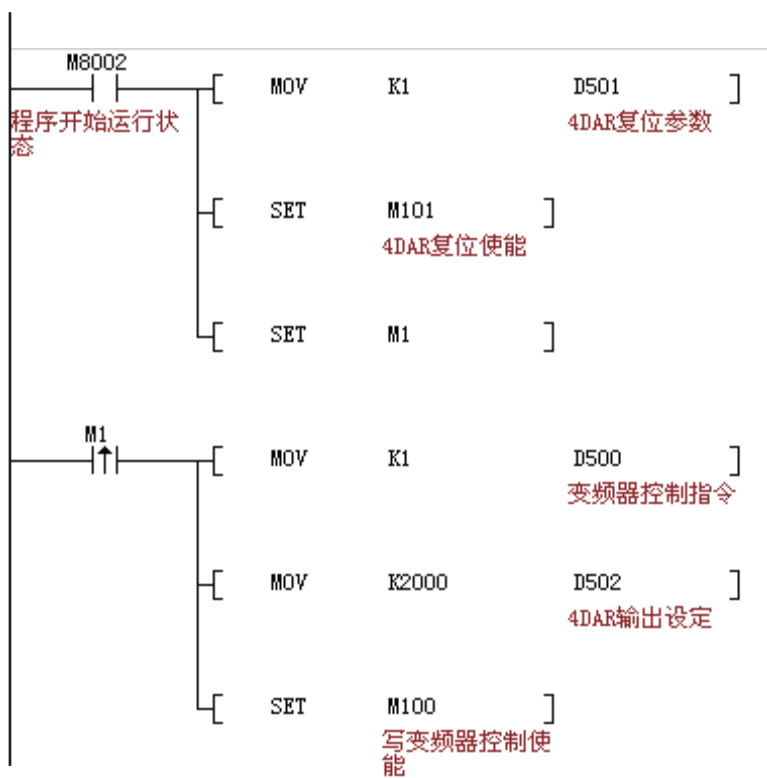 M8002
MOV K1 D501
程序开始运行状
态
4DAR复位参数
SET M101
4DAR复位使能
SET M1
M1
MOV K1 D500
变频器控制指令
MOV K2000 D502
4DAR输出设定
SET M100
写变频器控制使
能